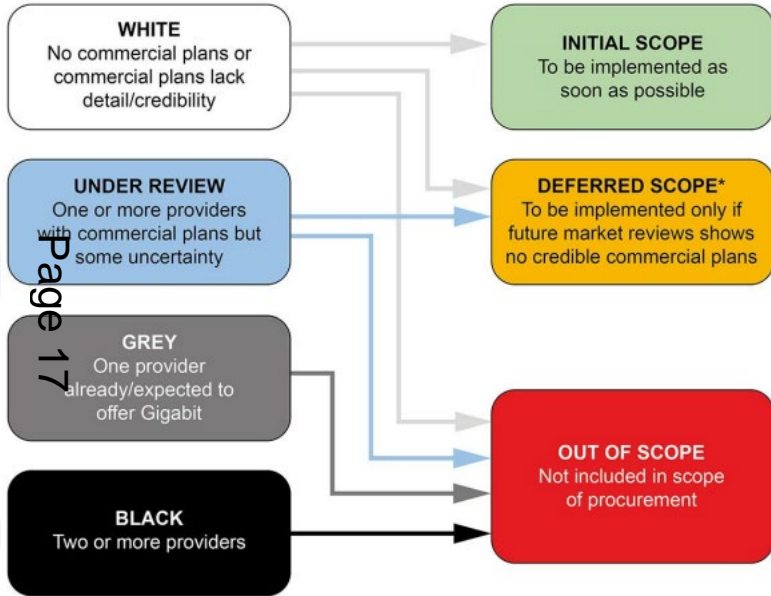 WHITE
No commercial plans or
commercial plans lack
detail/credibility
INITIAL SCOPE
To be implemented as
soon as possible
UNDER REVIEW
One or more providers
with commercial plans but
some uncertainty
DEFERRED SCOPE*
To be implemented only if
future market reviews shows
no credible commercial plans
Page 17
GREY
One provider
already/expected to
offer Gigabit
OUT OF SCOPE
Not included in scope
of procurement
BLACK
Two or more providers